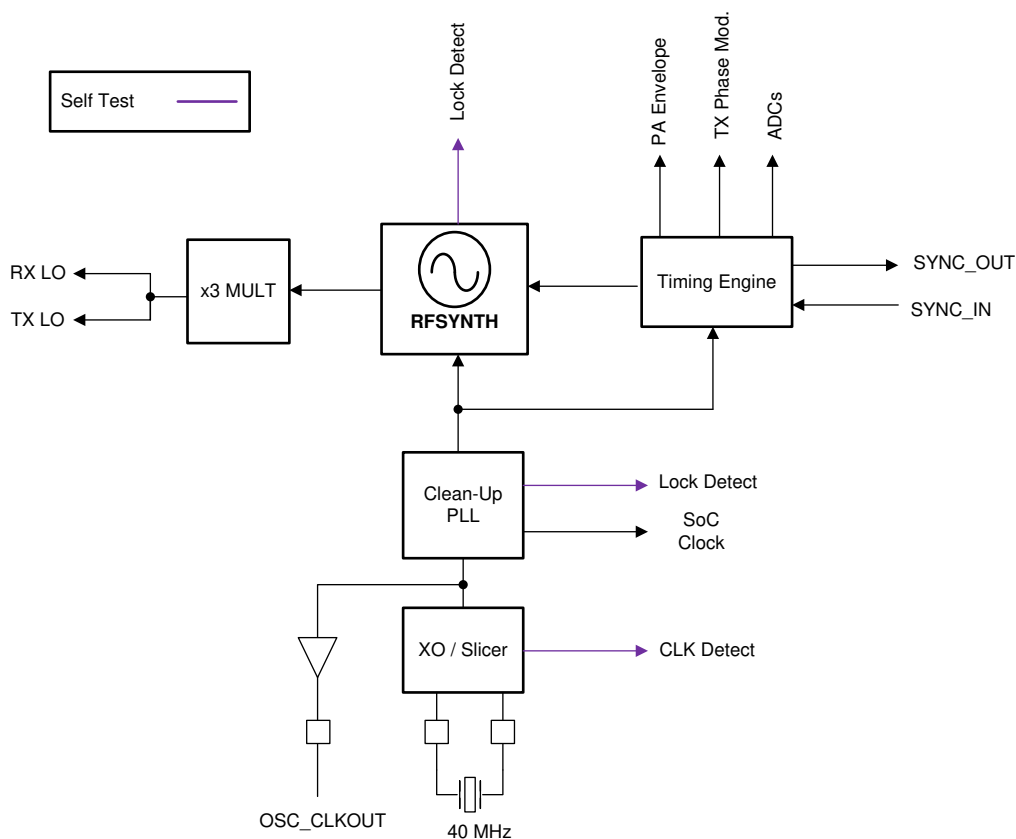 Self Test
Lock Detect
PA Envelope
TX Phase Mod.
ADCs
RX LO
TX LO
x3 MULT
RFSYNTH
Timing Engine
SYNC_OUT
SYNC_IN
Clean-Up
PLL
Lock Detect
SoC
Clock
XO / Slicer
CLK Detect
OSC_CLKOUT
40 MHz